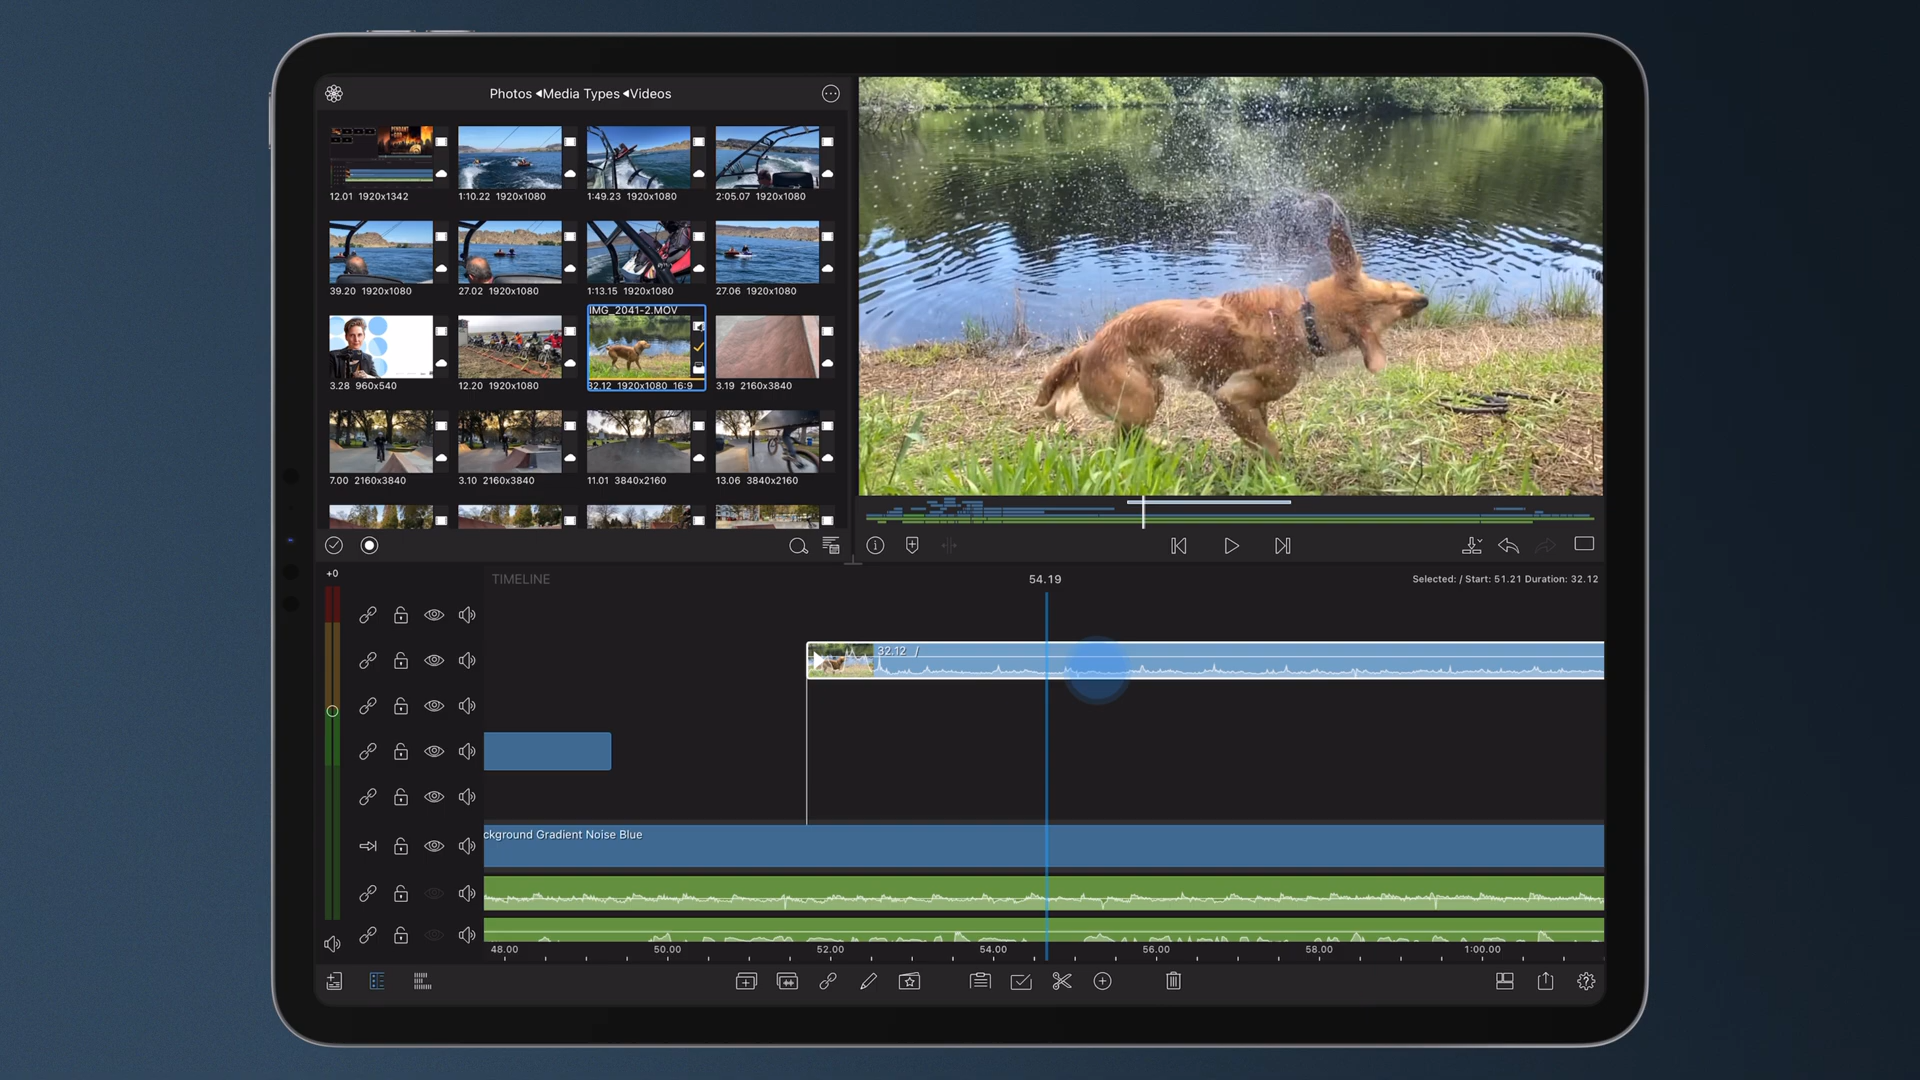 Photos ◂Media Types ◂Videos
12.01 1920x1342
1:10.22 1920x1080
1:49.23 1920x1080
2:05.07 1920x1080
39.20 1920x1080
27.02 1920x1080
1:13.15 1920x1080
27.06 1920x1080
IMG_2041-2.MOV
3.28 960x540
12.20 1920x1080
32.12 1920x1080 16:9
3.19 2160x3840
7.00 2160x3840
3.10 2160x3840
11.01 3840x2160
13.06 3840x2160
+0
TIMELINE
54.19
Selected: / Start: 51.21 Duration: 32.12
32.12 /
ckground Gradient Noise Blue
48.00 50.00 52.00 54.00 56.00 58.00 1:00.00